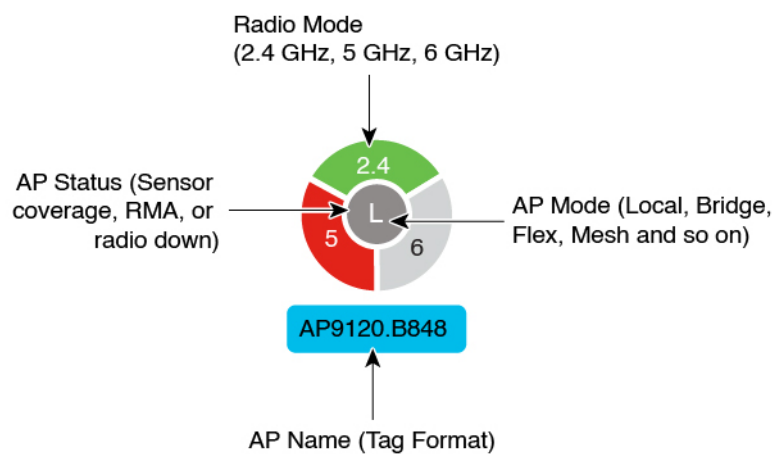 Radio Mode
(2.4 GHz, 5 GHz, 6 GHz)
2.4
AP Status (Sensor
coverage, RMA, or
radio down)
L
5
6
AP Mode (Local, Bridge,
Flex, Mesh and so on)
AP9120.B848
AP Name (Tag Format)